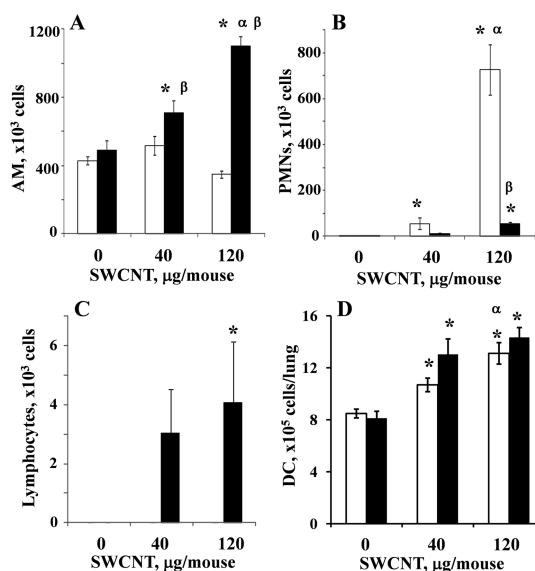 A
AM, x10³ cells
1200
800
400
0
* β
* α β
0 40 120
SWCNT, µg/mouse
B
PMNs, x10³ cells
800
600
400
200
0
*
* α
β
*
0 40 120
SWCNT, µg/mouse
C
Lymphocytes, x10³ cells
6
4
2
0
*
0 40 120
SWCNT, µg/mouse
D
DC, x10⁵ cells/lung
16
12
8
4
0
* *
α
* *
0 40 120
SWCNT, µg/mouse